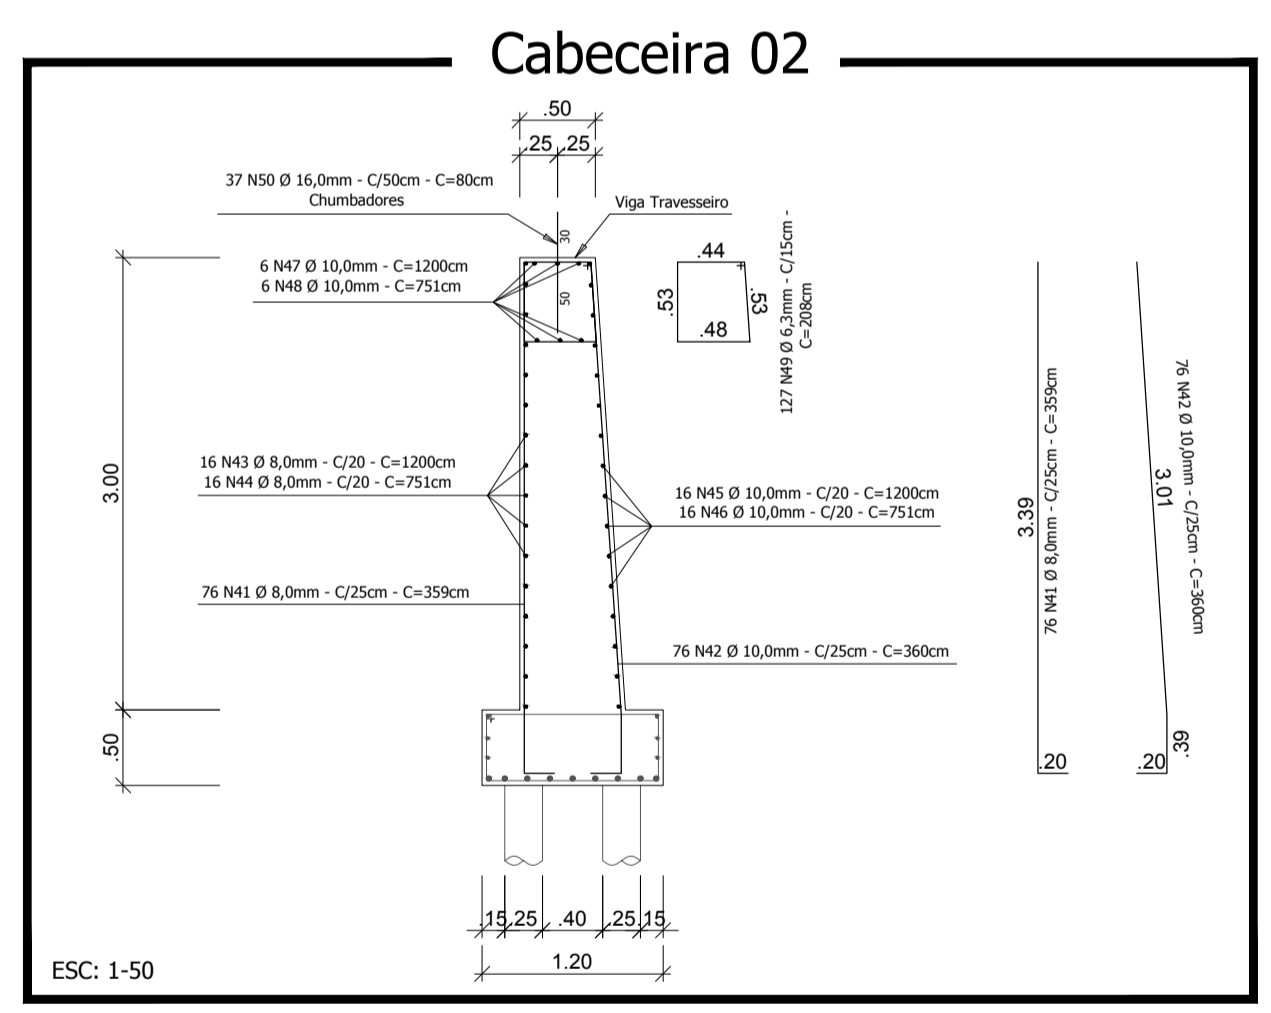 Cabeceira 02
.50
.25 .25
37 N50 Ø 16,0mm - C/50cm - C=80cm
Chumbadores
Viga Travesseiro
30
50
6 N47 Ø 10,0mm - C=1200cm
6 N48 Ø 10,0mm - C=751cm
.44
.53
.53
.48
127 N49 Ø 6,3mm - C/15cm -
C=208cm
3.00
16 N43 Ø 8,0mm - C/20 - C=1200cm
16 N44 Ø 8,0mm - C/20 - C=751cm
16 N45 Ø 10,0mm - C/20 - C=1200cm
16 N46 Ø 10,0mm - C/20 - C=751cm
76 N41 Ø 8,0mm - C/25cm - C=359cm
76 N42 Ø 10,0mm - C/25cm - C=360cm
3.39
76 N41 Ø 8,0mm - C/25cm - C=359cm
.20
3.01
76 N42 Ø 10,0mm - C/25cm - C=360cm
.39
.20
.50
.15 .25 .40 .25 .15
1.20
ESC: 1-50